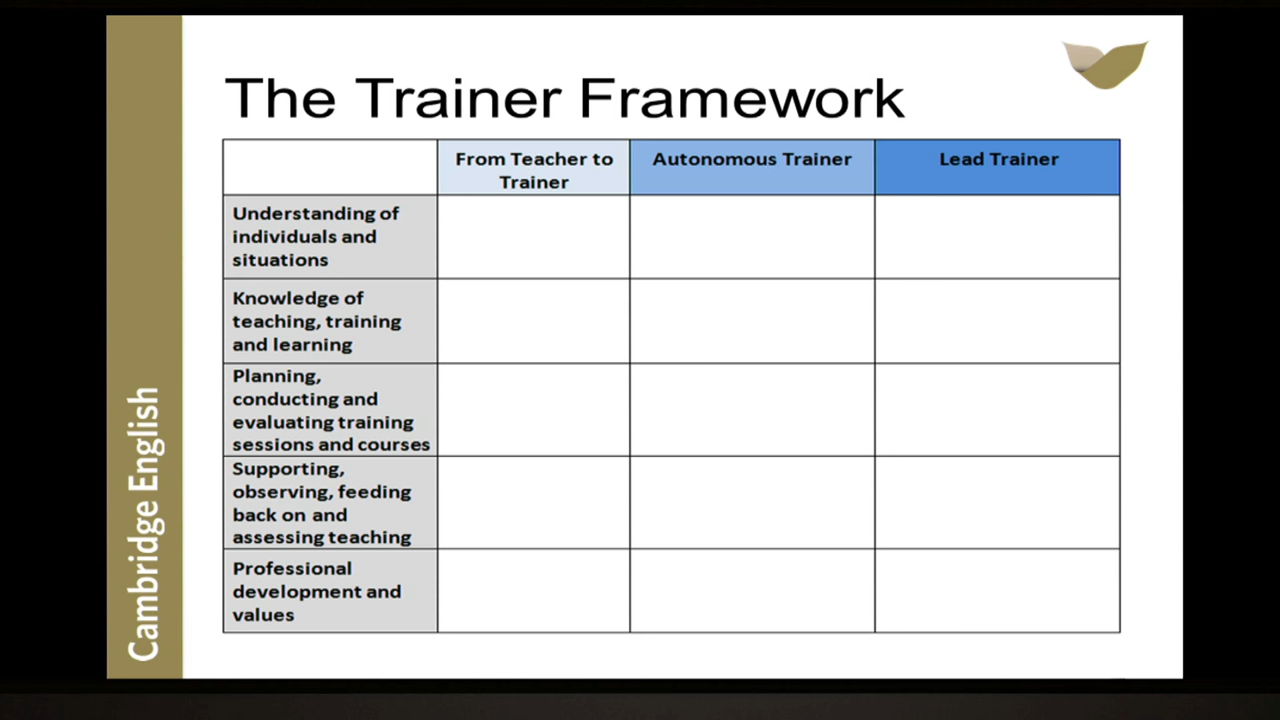 The Trainer Framework
From Teacher to
Trainer
Autonomous Trainer
Lead Trainer
Understanding of
individuals and
situations
Knowledge of
teaching, training
and learning
Planning,
conducting and
evaluating training
sessions and courses
Supporting,
observing, feeding
back on and
assessing teaching
Professional
development and
values
Cambridge English